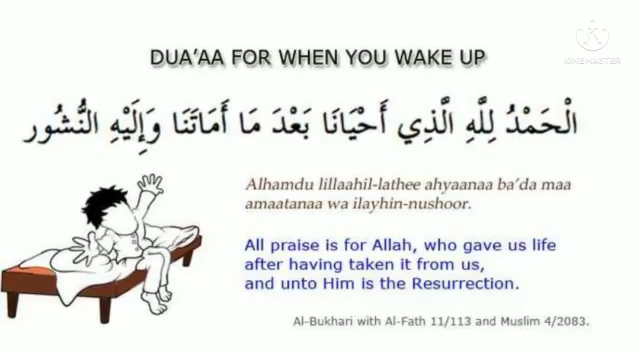 DUA'AA FOR WHEN YOU WAKE UP
KINEMASTER
الْحَمْدُ لِلَّهِ الَّذِي أَحْيَانَا بَعْدَ مَا أَمَاتَنَا وَإِلَيْهِ النُّشُور
Alhamdu lillaahil-lathee ahyaanaa ba'da maa
amaatanaa wa ilayhin-nushoor.
All praise is for Allah, who gave us life
after having taken it from us,
and unto Him is the Resurrection.
Al-Bukhari with Al-Fath 11/113 and Muslim 4/2083.